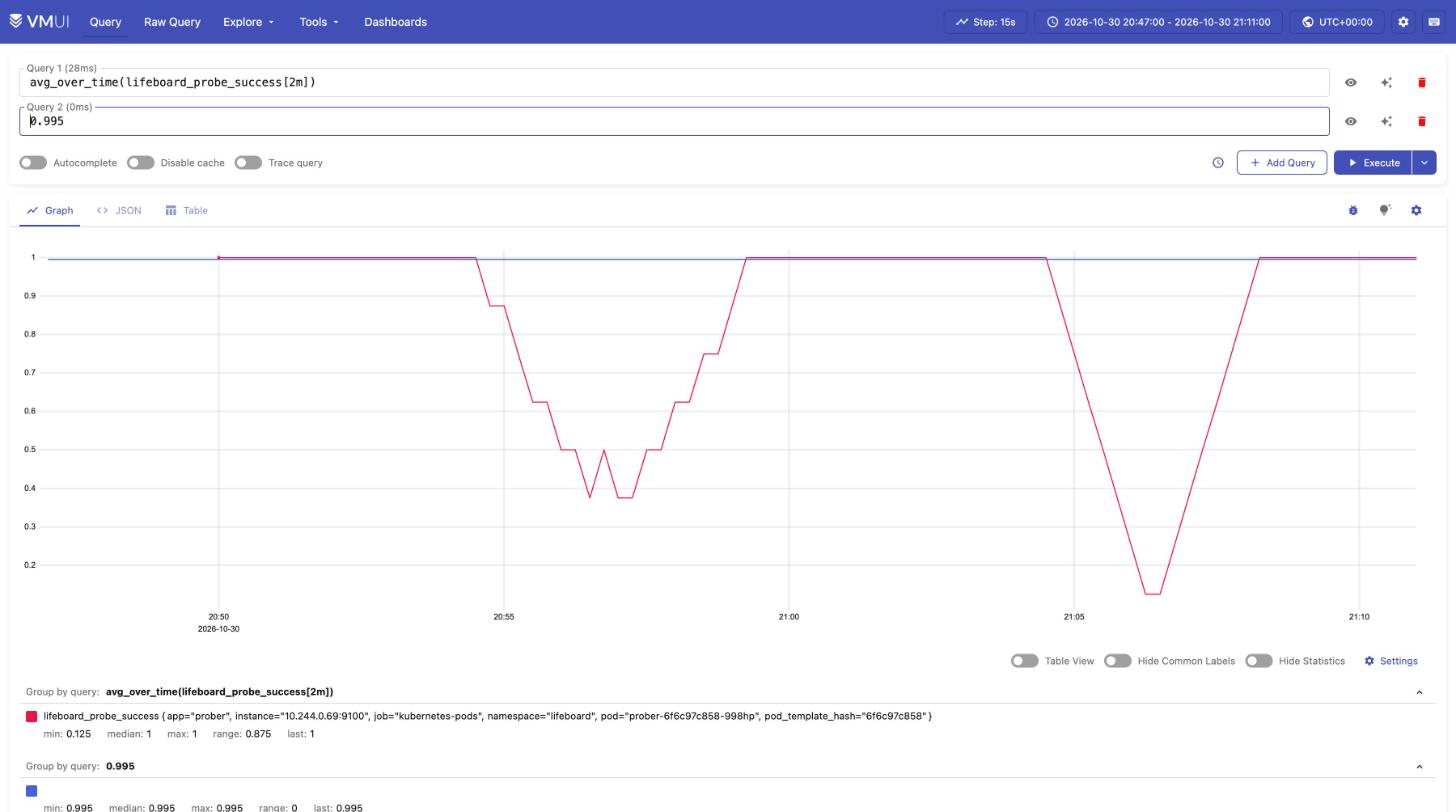 VMUI Query Raw Query Explore Tools Dashboards Step: 15s 2026-10-30 20:47:00 - 2026-10-30 21:11:00 UTC+00:00
Query 1 (28ms)
avg_over_time(lifeboard_probe_success[2m])
Query 2 (0ms)
0.995
Autocomplete Disable cache Trace query Add Query Execute
Graph JSON Table
1
0.9
0.8
0.7
0.6
0.5
0.4
0.3
0.2
20:50 20:55 21:00 21:05 21:10
2026-10-30
Table View Hide Common Labels Hide Statistics Settings
Group by query: avg_over_time(lifeboard_probe_success[2m])
lifeboard_probe_success {app="prober", instance="10.244.0.69:9100", job="kubernetes-pods", namespace="lifeboard", pod="prober-6f6c97c858-998hp", pod_template_hash="6f6c97c858"}
min: 0.125 median: 1 max: 1 range: 0.875 last: 1
Group by query: 0.995
min: 0.995 median: 0.995 max: 0.995 range: 0 last: 0.995